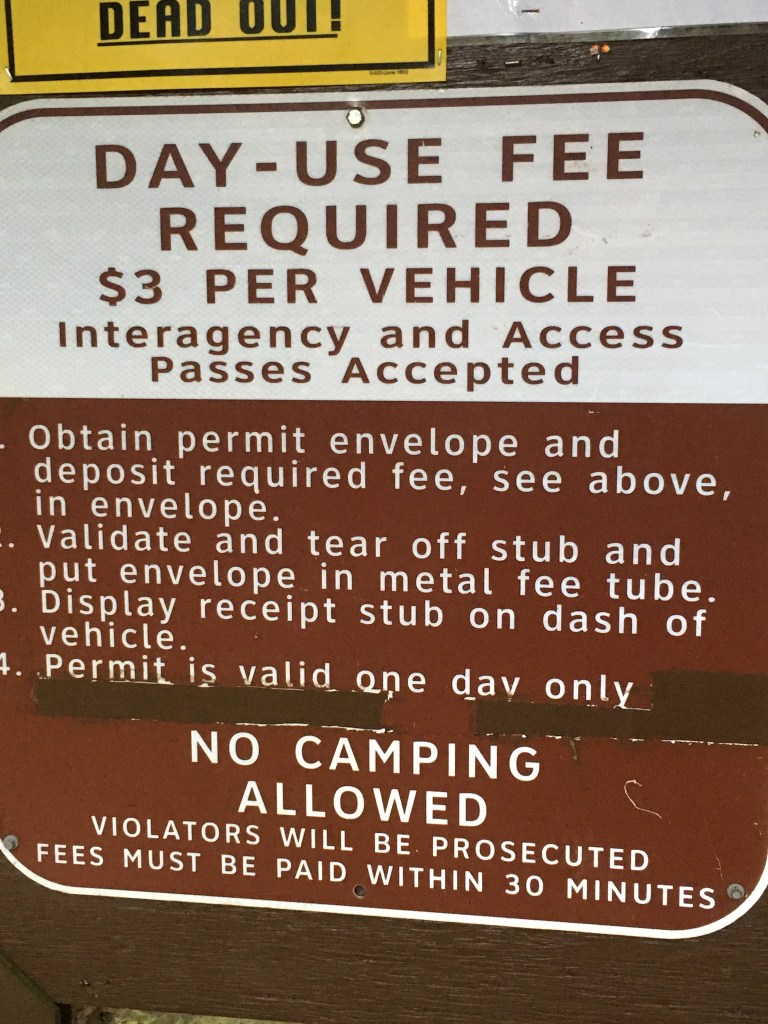 DEAD OUT!
DAY-USE FEE
REQUIRED
$3 PER VEHICLE
Interagency and Access
Passes Accepted
. Obtain permit envelope and
deposit required fee, see above,
in envelope.
2. Validate and tear off stub and
put envelope in metal fee tube.
3. Display receipt stub on dash of
vehicle.
4. Permit is valid one day only
NO CAMPING
ALLOWED
VIOLATORS WILL BE PROSECUTED
FEES MUST BE PAID WITHIN 30 MINUTES